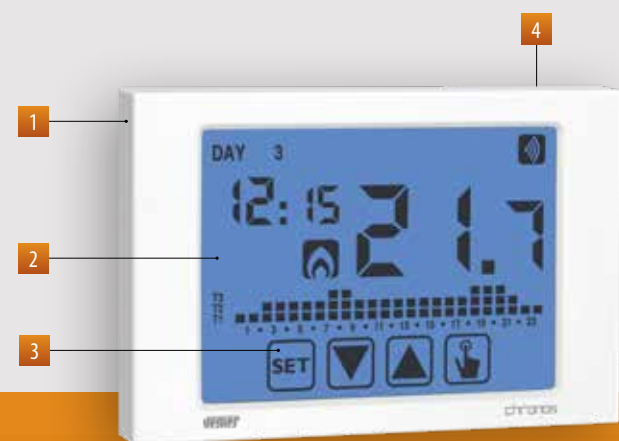 4
1
DAY 3
12:15 21.7
2
T3
T2
T1
1 • 3 • 5 • 7 • 9 • 11 • 13 • 15 • 17 • 19 • 21 • 23
3
SET
vemer chronos